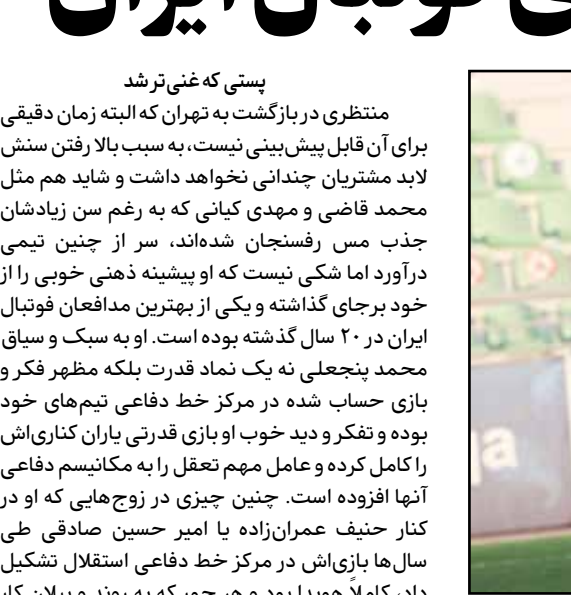 فوتبال ایران
پستی که غنی‌تر شد
منتظری در بازگشت به تهران که البته زمان دقیقی
برای آن قابل پیش‌بینی نیست، به سبب بالا رفتن سنش
لابد مشتریان چندانی نخواهد داشت و شاید هم مثل
محمد قاضی و مهدی کیانی که به رغم سن زیادشان
جذب مس رفسنجان شده‌اند، سر از چنین تیمی
درآورد اما شکی نیست که او پیشینه ذهنی خوبی را از
خود برجای گذاشته و یکی از بهترین مدافعان فوتبال
ایران در ۲۰ سال گذشته بوده است. او به سبک و سیاق
محمد پنجعلی نه یک نماد قدرت بلکه مظهر فکر و
بازی حساب شده در مرکز خط دفاعی تیم‌های خود
بوده و تفکر و دید خوب او بازی قدرتی یاران کناری‌اش
را کامل کرده و عامل مهم تعقل را به مکانیسم دفاعی
آنها افزوده است. چنین چیزی در زوج‌هایی که او در
کنار حنیف عمران‌زاده یا امیر حسین صادقی طی
سال‌ها بازی‌اش در مرکز خط دفاعی استقلال تشکیل
داد، کاملاً هویدا بود و هر